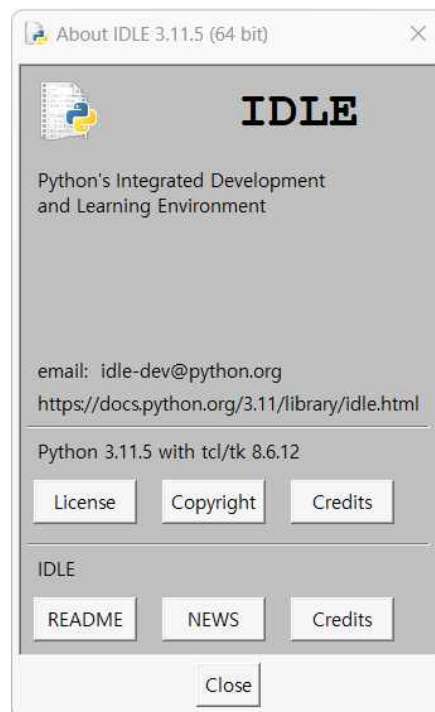 About IDLE 3.11.5 (64 bit)
IDLE
Python's Integrated Development
and Learning Environment
email: idle-dev@python.org
https://docs.python.org/3.11/library/idle.html
Python 3.11.5 with tcl/tk 8.6.12
License Copyright Credits
IDLE
README NEWS Credits
Close